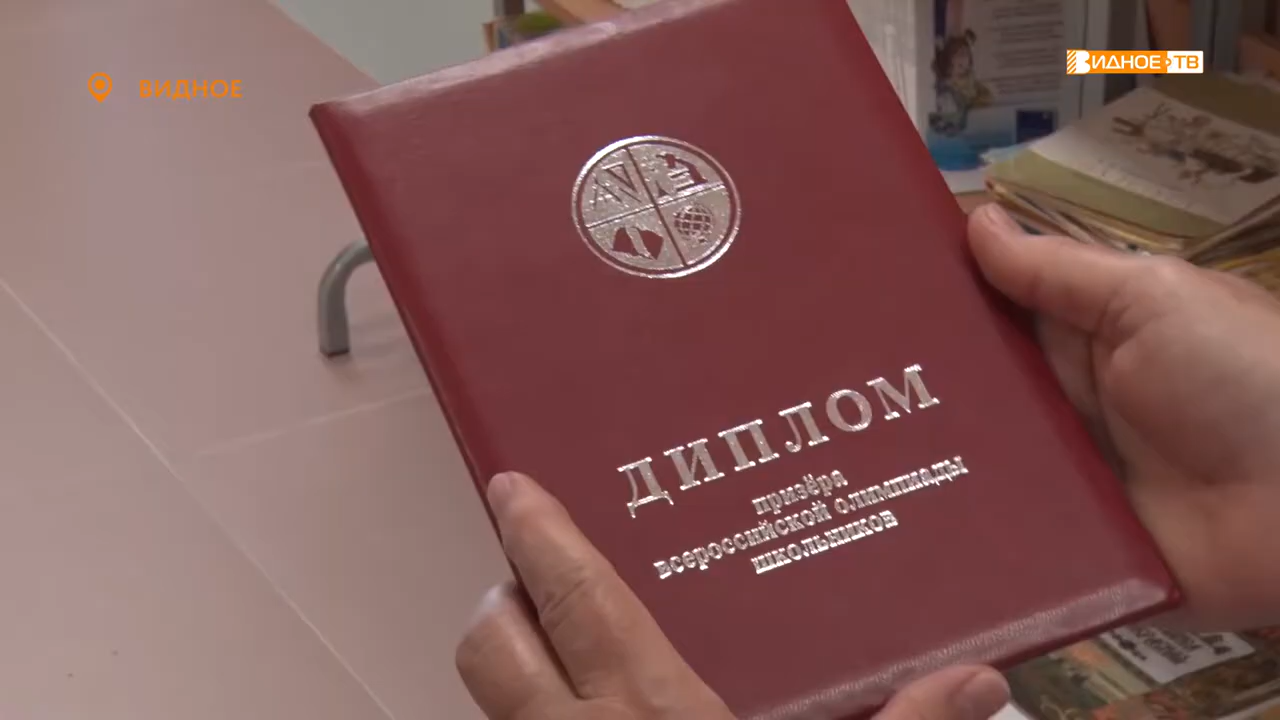 ВИДНОЕ
ВИДНОЕ ТВ
ДИПЛОМ
призёра
всероссийской олимпиады
школьников